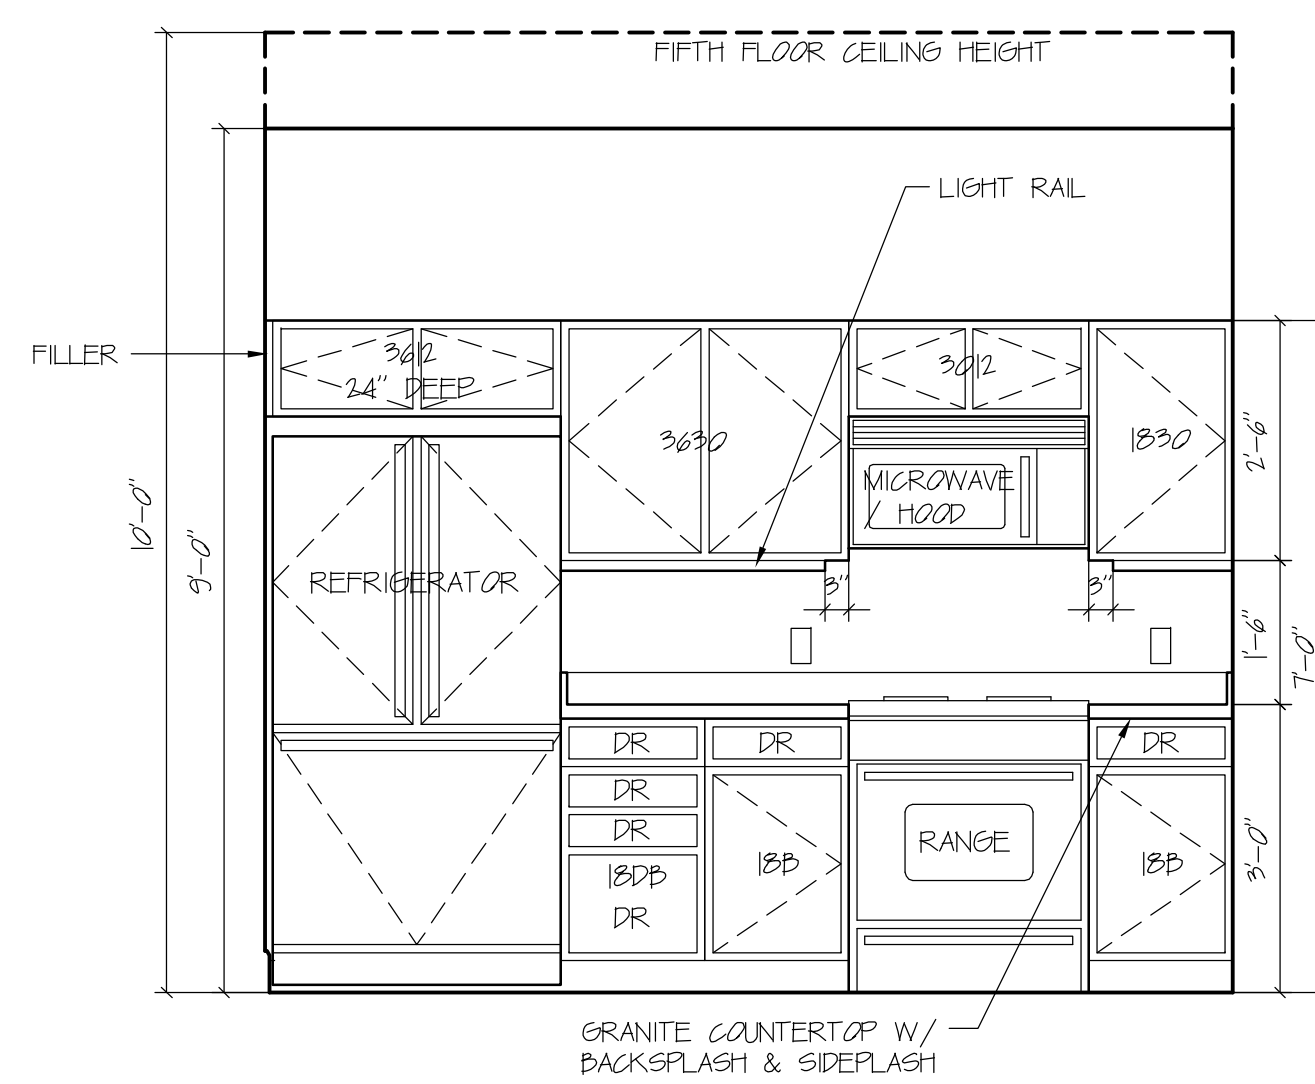 FIFTH FLOOR CEILING HEIGHT
LIGHT RAIL
FILLER
3612
24" DEEP
3012
3630
1830
2'-6"
MICROWAVE
/ HOOD
10'-0"
9'-0"
REFRIGERATOR
3"
3"
1'-6"
7'-0"
DR
DR
DR
DR
DR
RANGE
18DB
18B
18B
3'-0"
DR
GRANITE COUNTERTOP W/
BACKSPLASH & SIDEPLASH